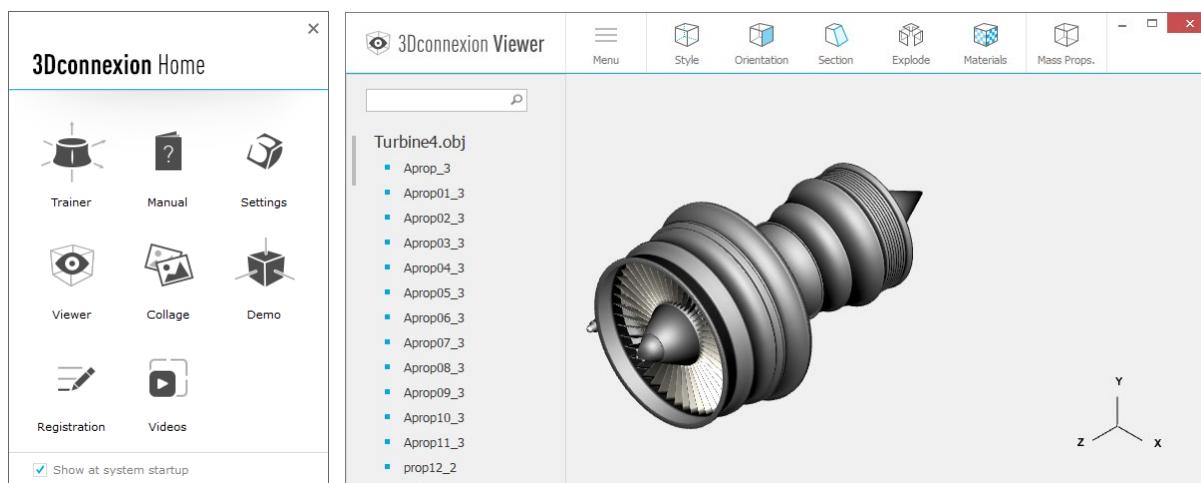 3Dconnexion Home
Trainer
Manual
Settings
Viewer
Collage
Demo
Registration
Videos
Show at system startup
3Dconnexion Viewer
Menu
Style
Orientation
Section
Explode
Materials
Mass Props.
Turbine4.obj
Aprop_3
Aprop01_3
Aprop02_3
Aprop03_3
Aprop04_3
Aprop05_3
Aprop06_3
Aprop07_3
Aprop08_3
Aprop09_3
Aprop10_3
Aprop11_3
prop12_2
Y
Z
X